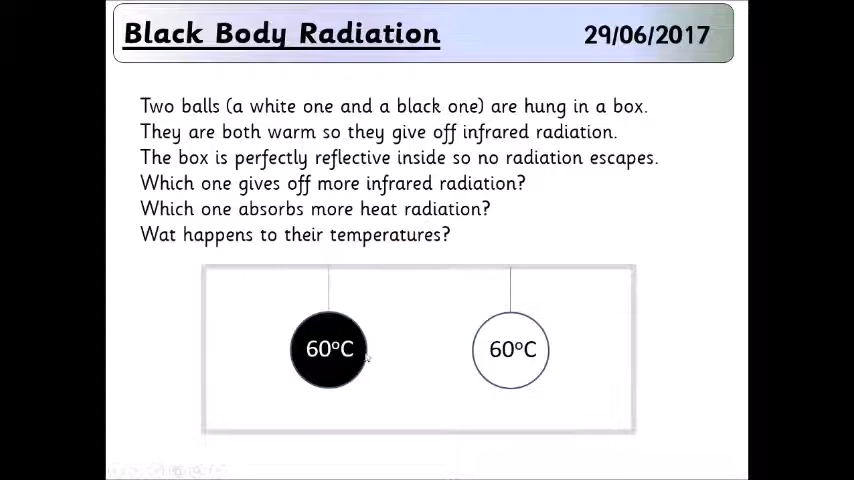 Black Body Radiation
29/06/2017
Two balls (a white one and a black one) are hung in a box.
They are both warm so they give off infrared radiation.
The box is perfectly reflective inside so no radiation escapes.
Which one gives off more infrared radiation?
Which one absorbs more heat radiation?
Wat happens to their temperatures?
60°C
60°C